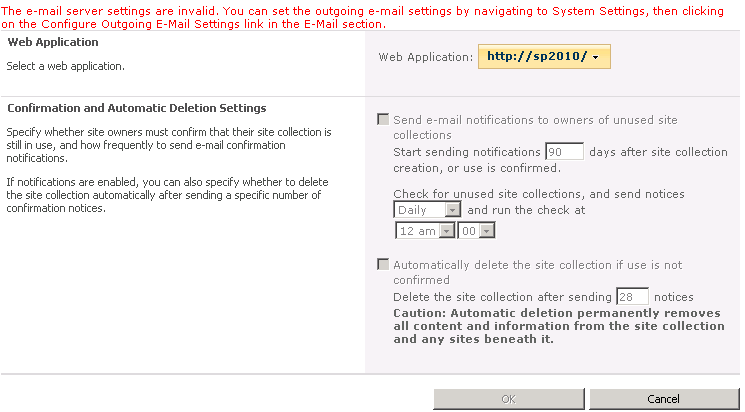 The e-mail server settings are invalid. You can set the outgoing e-mail settings by navigating to System Settings, then clicking
on the Configure Outgoing E-Mail Settings link in the E-Mail section.
Web Application
Select a web application.
Web Application: http://sp2010/
Confirmation and Automatic Deletion Settings
Specify whether site owners must confirm that their site collection is
still in use, and how frequently to send e-mail confirmation
notifications.
If notifications are enabled, you can also specify whether to delete
the site collection automatically after sending a specific number of
confirmation notices.
Send e-mail notifications to owners of unused site
collections
Start sending notifications 90 days after site collection
creation, or use is confirmed.
Check for unused site collections, and send notices
Daily and run the check at
12 am 00
Automatically delete the site collection if use is not
confirmed
Delete the site collection after sending 28 notices
Caution: Automatic deletion permanently removes
all content and information from the site collection
and any sites beneath it.
OK Cancel